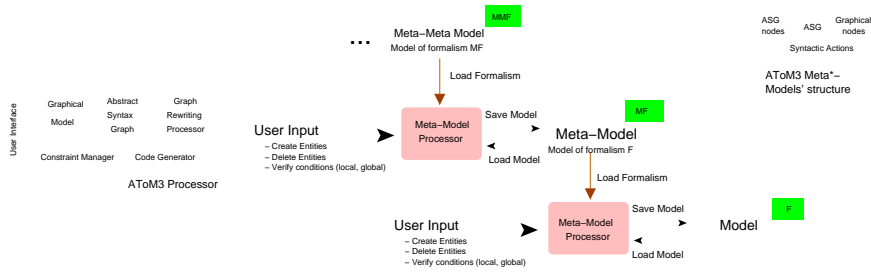 MMF
...
Meta–Meta Model
Model of formalism MF
Load Formalism
ASG
nodes
ASG
Graphical
nodes
Syntactic Actions
AToM3 Meta*–
Models' structure
User Interface
Graphical
Model
Abstract
Syntax
Graph
Graph
Rewriting
Processor
Constraint Manager
Code Generator
AToM3 Processor
User Input
– Create Entities
– Delete Entities
– Verify conditions (local, global)
Meta–Model
Processor
Save Model
Load Model
MF
Meta–Model
Model of formalism F
Load Formalism
User Input
– Create Entities
– Delete Entities
– Verify conditions (local, global)
Meta–Model
Processor
Save Model
Load Model
F
Model